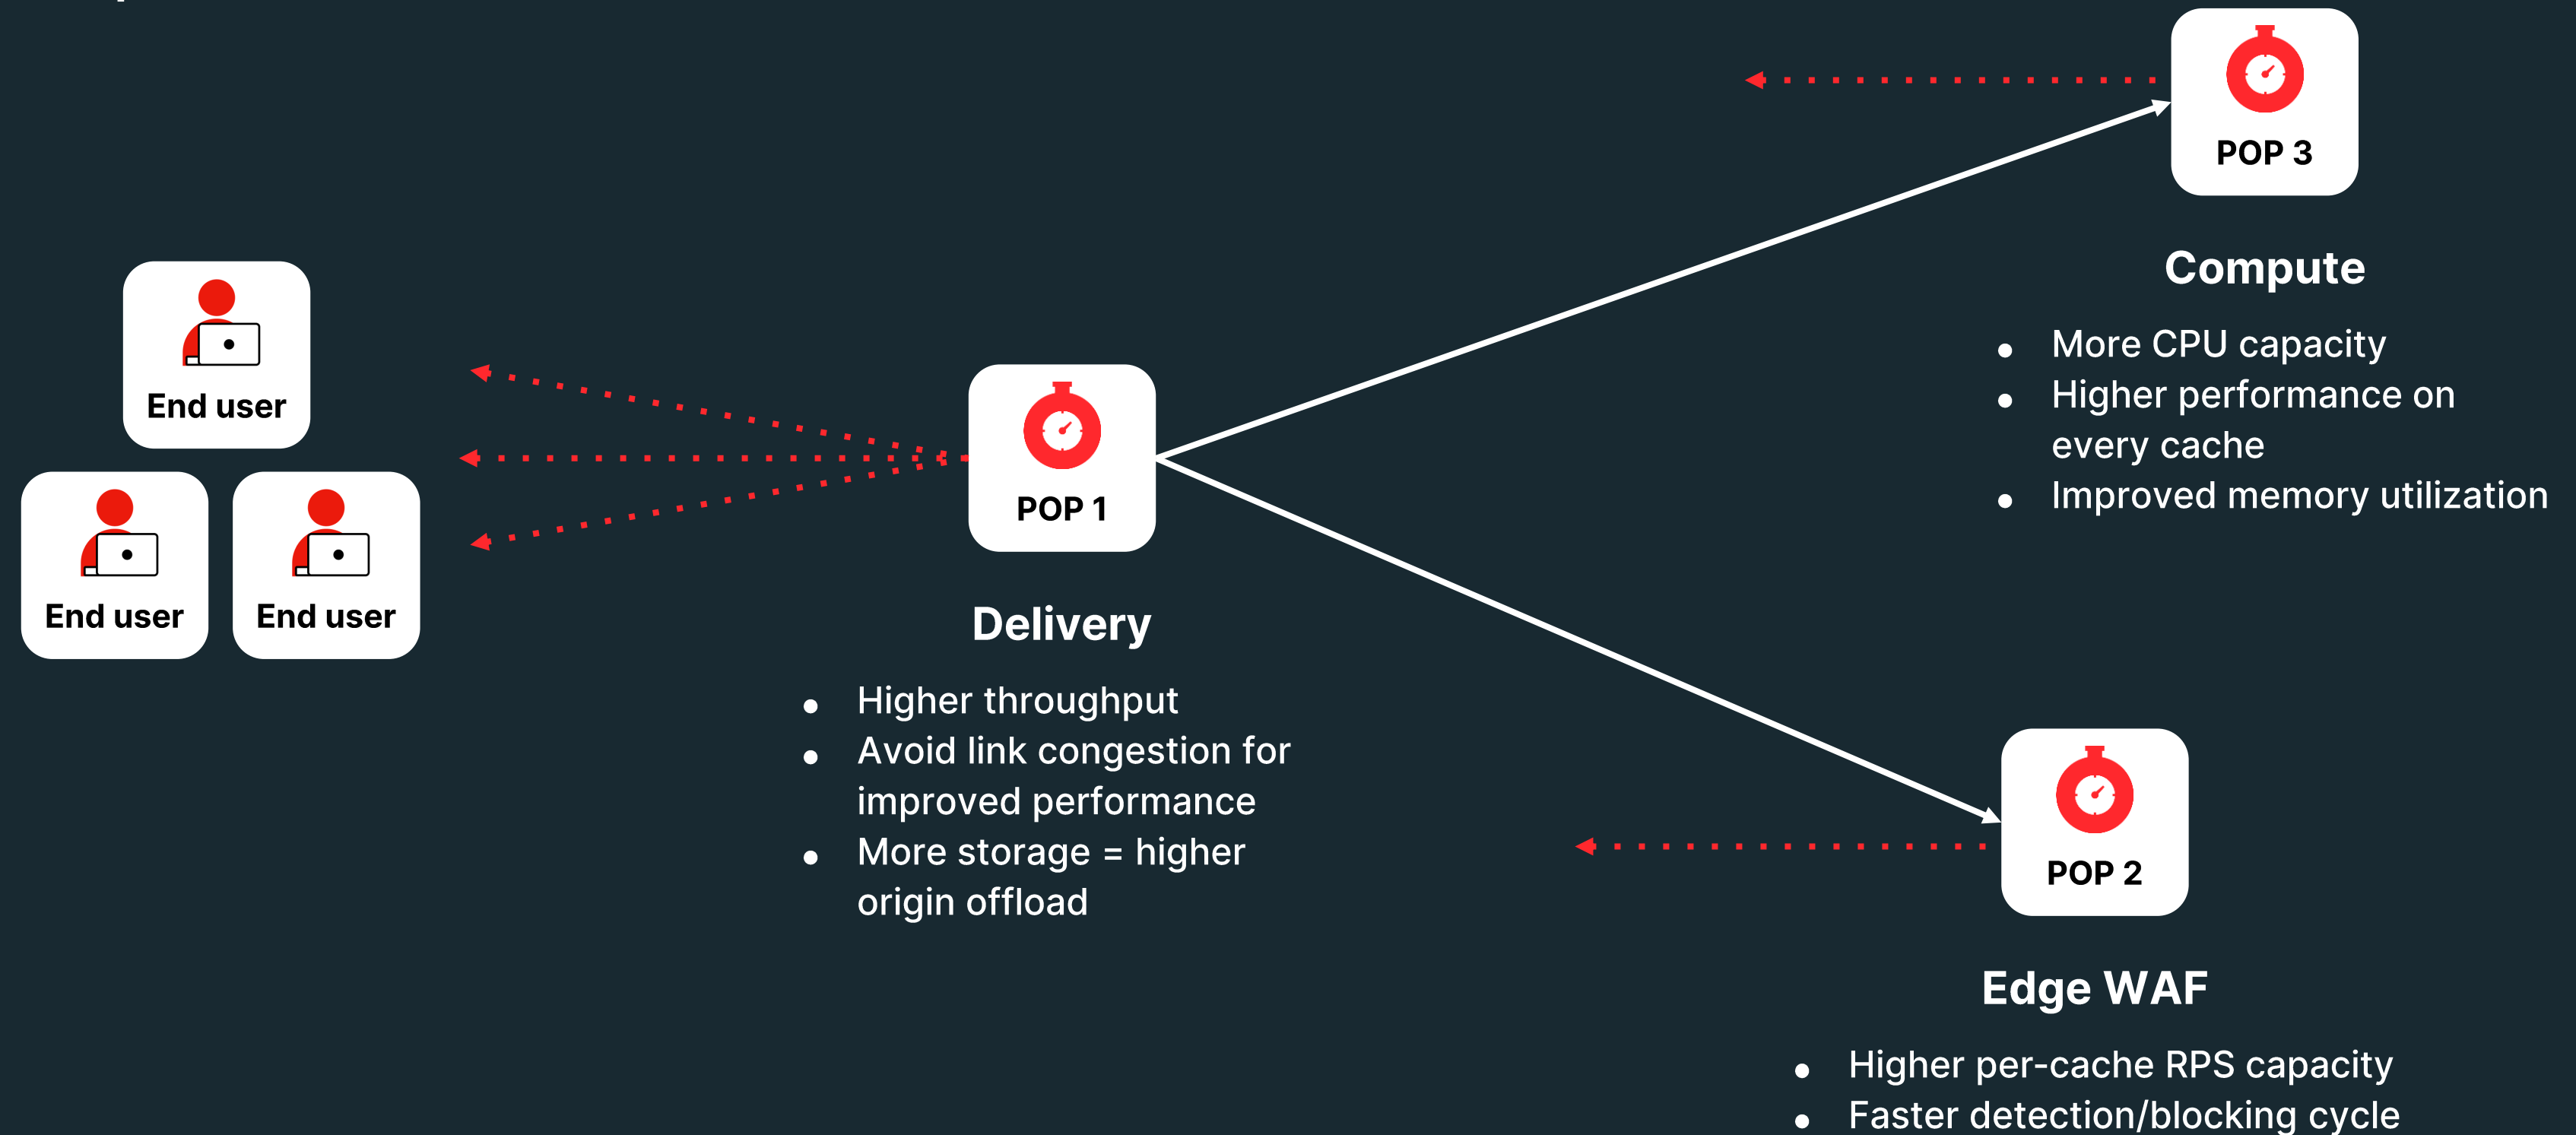 POP 3
Compute
More CPU capacity
Higher performance on
every cache
Improved memory utilization
End user
End user
End user
POP 1
Delivery
Higher throughput
Avoid link congestion for
improved performance
More storage = higher
origin offload
POP 2
Edge WAF
Higher per-cache RPS capacity
Faster detection/blocking cycle